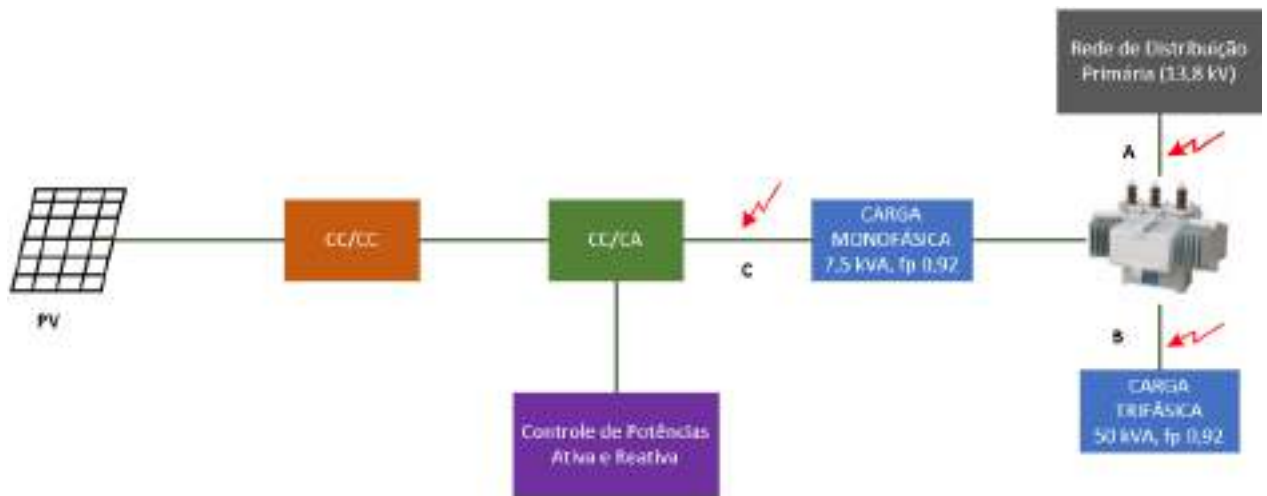 Rede de Distribuição
Primária (13,8 kV)
A
CC/CC
CC/CA
C
CARGA
MONOFÁSICA
7.5 kVA, fp 0,92
PV
B
CARGA
TRIFÁSICA
50 kVA, fp 0,92
Controle de Potências
Ativa e Reativa